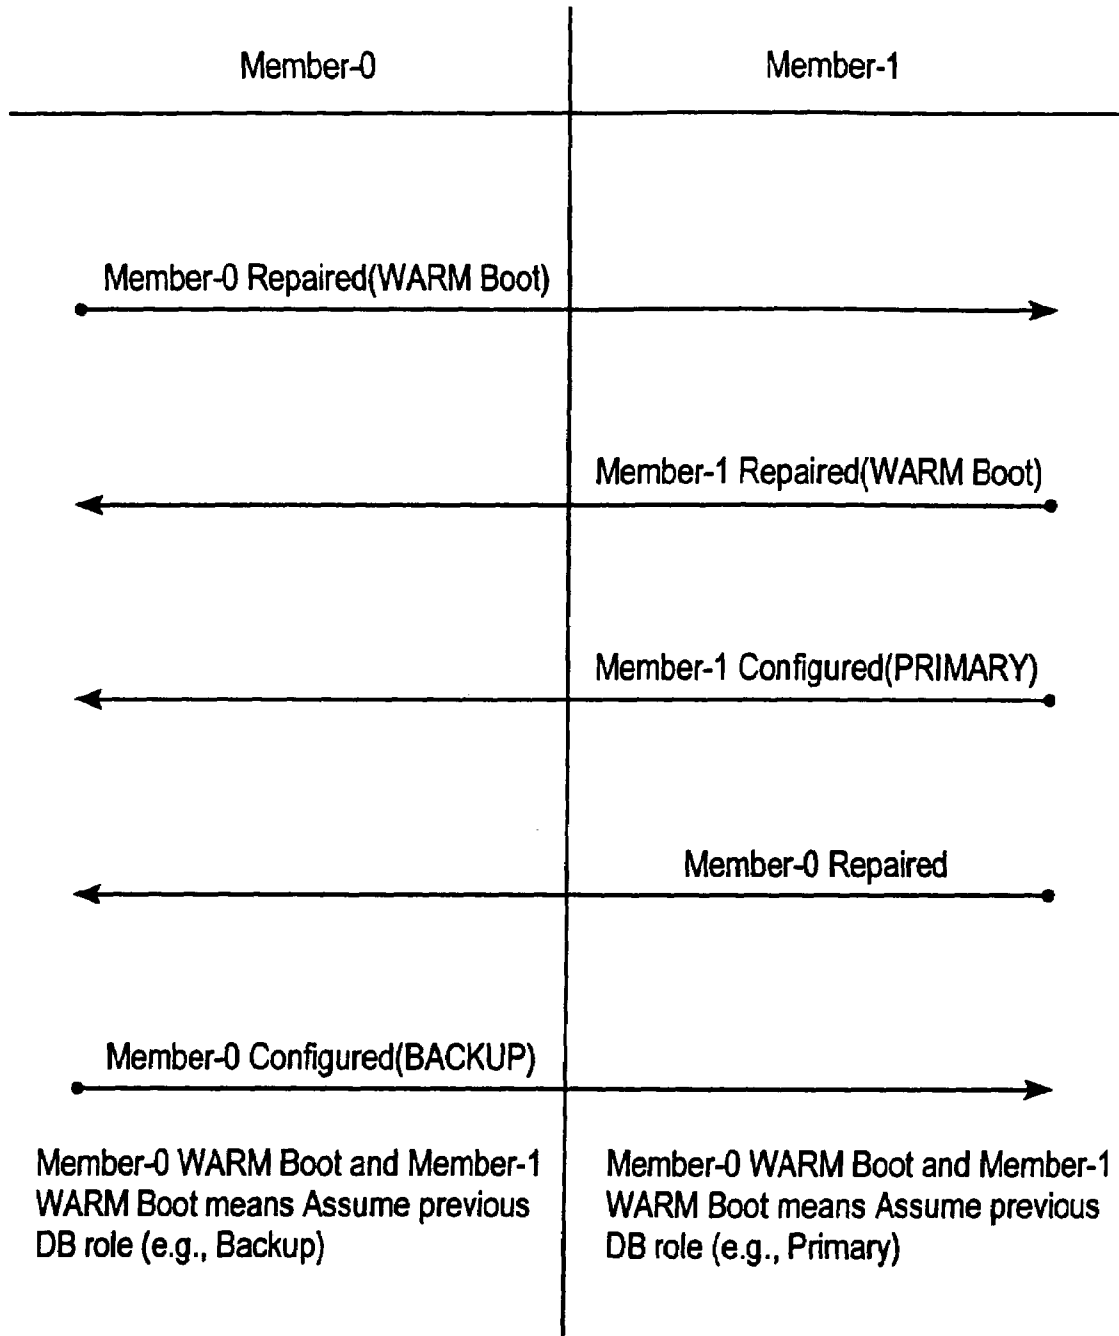 Member-0
Member-1
Member-0 Repaired(WARM Boot)
Member-1 Repaired(WARM Boot)
Member-1 Configured(PRIMARY)
Member-0 Repaired
Member-0 Configured(BACKUP)
Member-0 WARM Boot and Member-1
WARM Boot means Assume previous
DB role (e.g., Backup)
Member-0 WARM Boot and Member-1
WARM Boot means Assume previous
DB role (e.g., Primary)